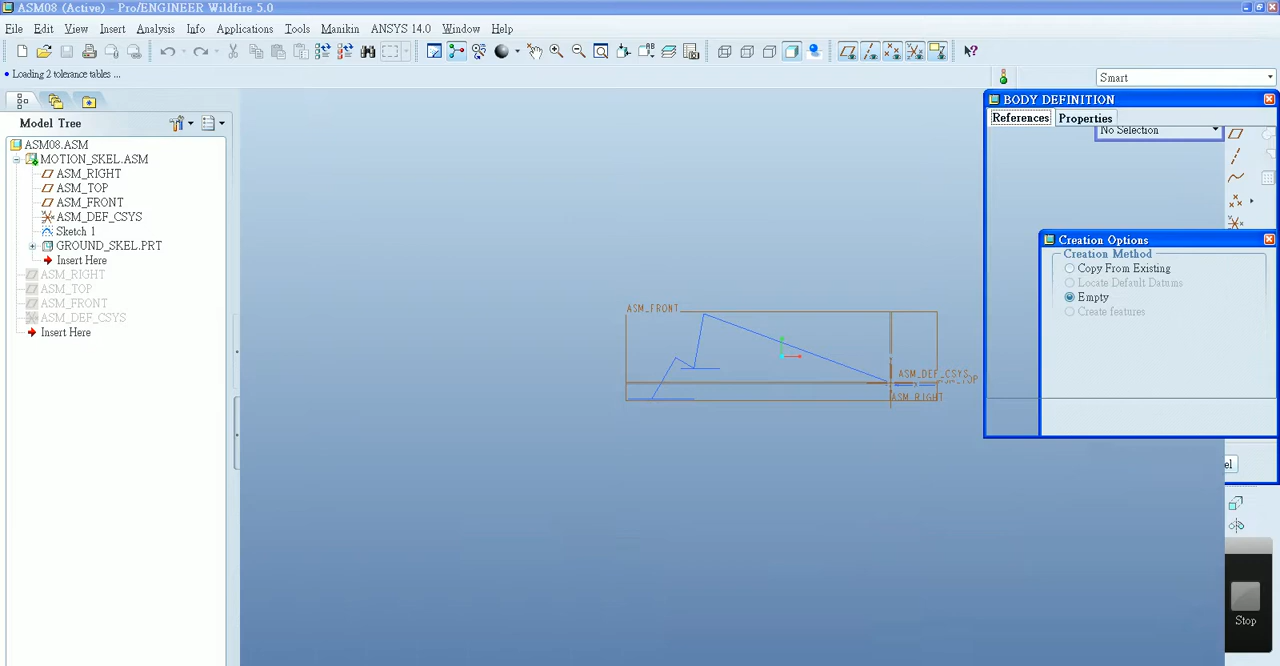 ASM08 (Active) - Pro/ENGINEER Wildfire 5.0
File Edit View Insert Analysis Info Applications Tools Manikin ANSYS 14.0 Window Help
• Loading 2 tolerance tables ...
Smart
Model Tree
ASM08.ASM
MOTION_SKEL.ASM
ASM_RIGHT
ASM_TOP
ASM_FRONT
ASM_DEF_CSYS
Sketch 1
GROUND_SKEL.PRT
Insert Here
ASM_RIGHT
ASM_TOP
ASM_FRONT
ASM_DEF_CSYS
Insert Here
ASM_FRONT
ASM_DEF_CSYS
ASM_RIGHT
BODY DEFINITION
References Properties
No Selection
Creation Options
Creation Method
Copy From Existing
Locate Default Datums
Empty
Create features
el
Stop